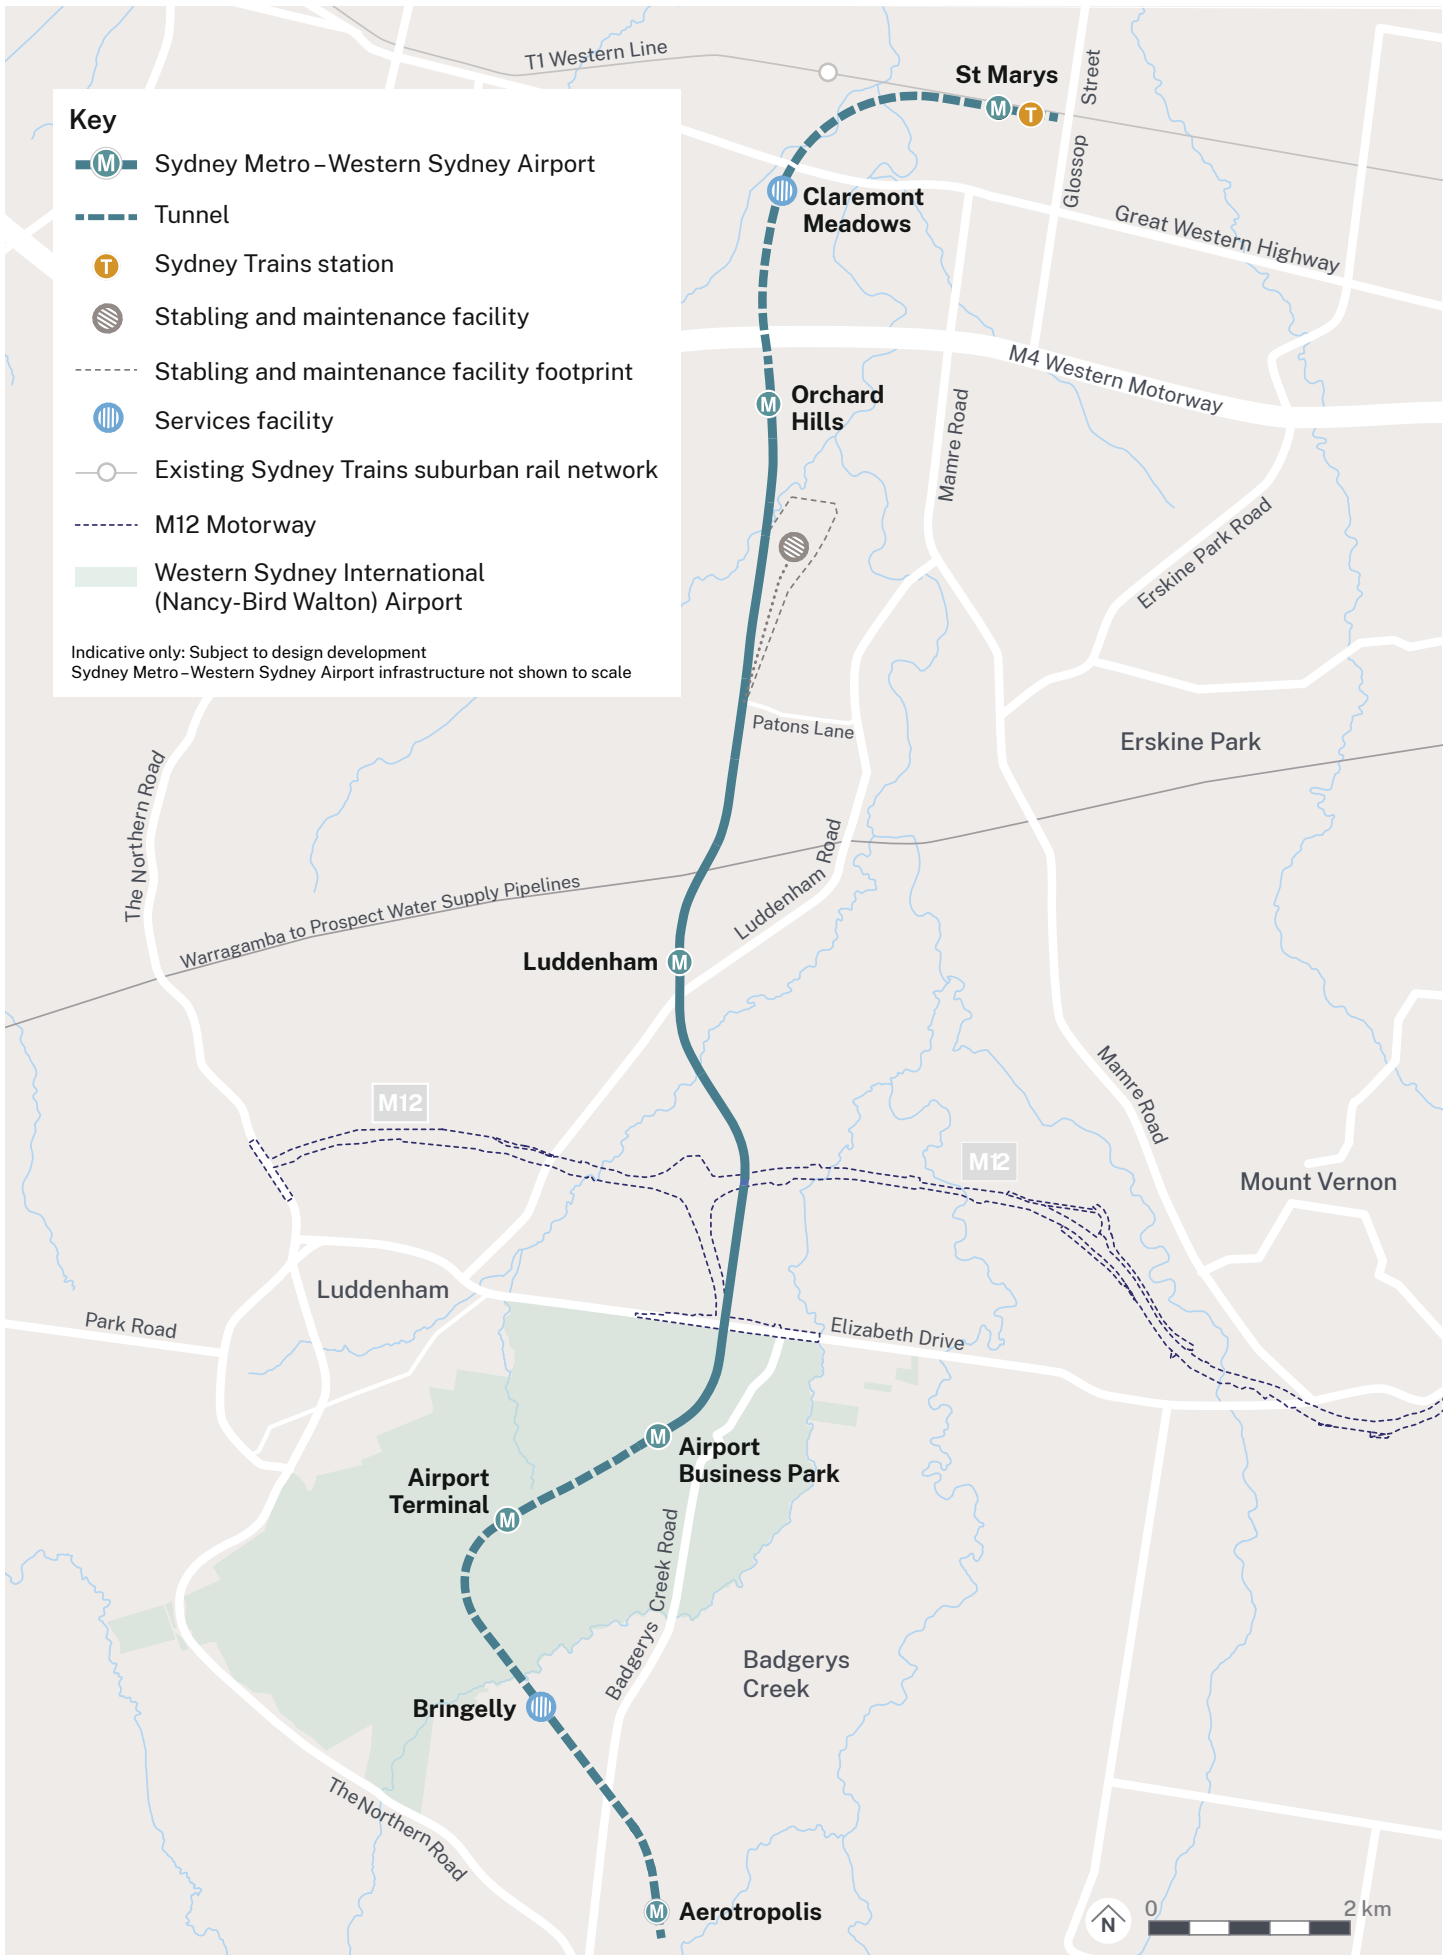 T1 Western Line
St Marys
M
T
Glossop Street
Key
M
Sydney Metro – Western Sydney Airport
Tunnel
T
Sydney Trains station
Stabling and maintenance facility
Stabling and maintenance facility footprint
Services facility
Existing Sydney Trains suburban rail network
M12 Motorway
Western Sydney International
(Nancy-Bird Walton) Airport
Indicative only: Subject to design development
Sydney Metro – Western Sydney Airport infrastructure not shown to scale
Claremont
Meadows
Great Western Highway
M4 Western Motorway
M
Orchard
Hills
Mamre Road
Erskine Park Road
Patons Lane
Erskine Park
The Northern Road
Luddenham Road
Warragamba to Prospect Water Supply Pipelines
Luddenham
M
Mamre Road
M12
M12
Mount Vernon
Luddenham
Park Road
Elizabeth Drive
M
Airport
Business Park
Airport
Terminal
M
Badgerys Creek Road
Badgerys
Creek
Bringelly
The Northern Road
M
Aerotropolis
N
0
2 km